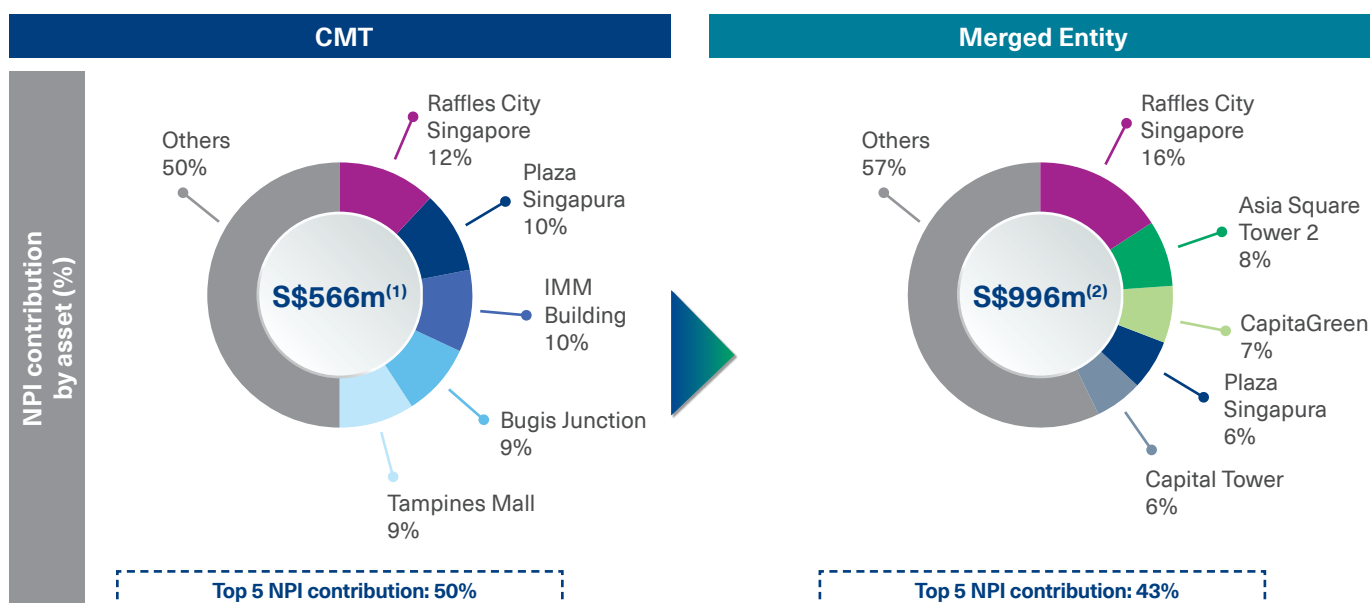 CMT
Merged Entity
NPI contribution
by asset (%)
Others
50%
Raffles City
Singapore
12%
Plaza
Singapura
10%
IMM
Building
10%
Bugis Junction
9%
Tampines Mall
9%
S$566m(1)
Top 5 NPI contribution: 50%
Others
57%
Raffles City
Singapore
16%
Asia Square
Tower 2
8%
CapitaGreen
7%
Plaza
Singapura
6%
Capital Tower
6%
S$996m(2)
Top 5 NPI contribution: 43%